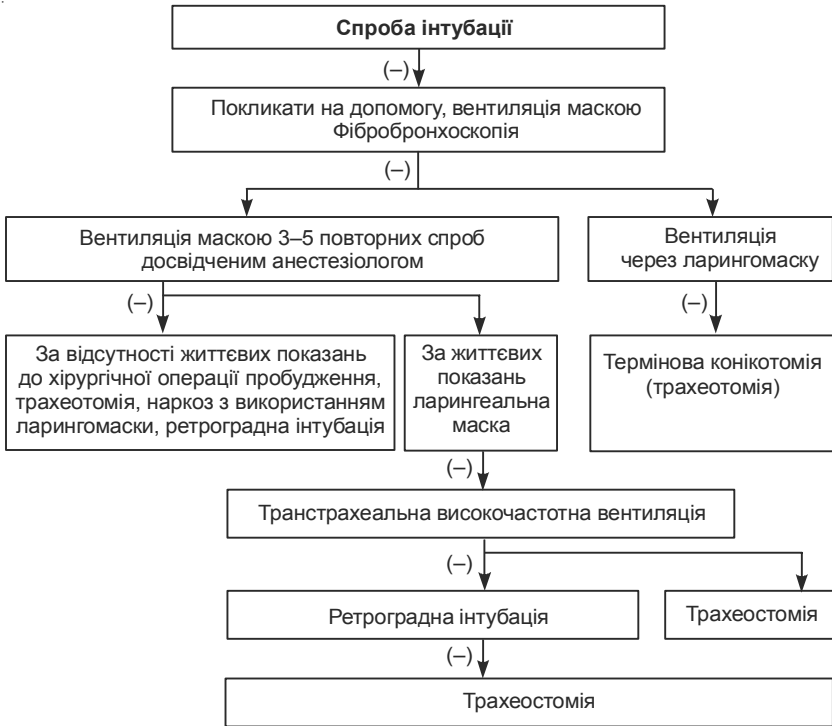 Спроба інтубації
(–)
Покликати на допомогу, вентиляція маскою
Фібробронхоскопія
(–)
Вентиляція маскою 3–5 повторних спроб
досвідченим анестезіологом
Вентиляція
через ларингомаску
(–)
(–)
За відсутності життєвих показань
до хірургічної операції пробудження,
трахеотомія, наркоз з використанням
ларингомаски, ретроградна інтубація
За життєвих
показань
ларингеальна
маска
Термінова конікотомія
(трахеотомія)
(–)
Транстрахеальна високочастотна вентиляція
(–)
Ретроградна інтубація
Трахеостомія
(–)
Трахеостомія